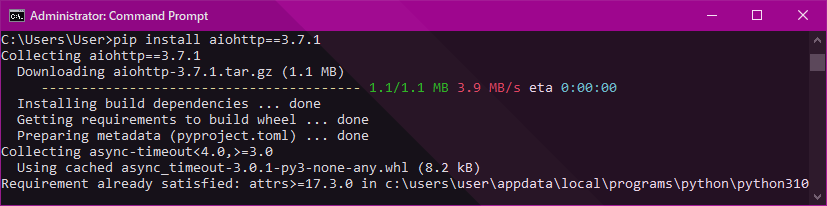 Administrator: Command Prompt
C:\Users\User>pip install aiohttp==3.7.1
Collecting aiohttp==3.7.1
Downloading aiohttp-3.7.1.tar.gz (1.1 MB)
---------------------------------------- 1.1/1.1 MB 3.9 MB/s eta 0:00:00
Installing build dependencies ... done
Getting requirements to build wheel ... done
Preparing metadata (pyproject.toml) ... done
Collecting async-timeout<4.0,>=3.0
Using cached async_timeout-3.0.1-py3-none-any.whl (8.2 kB)
Requirement already satisfied: attrs>=17.3.0 in c:\users\user\appdata\local\programs\python\python310